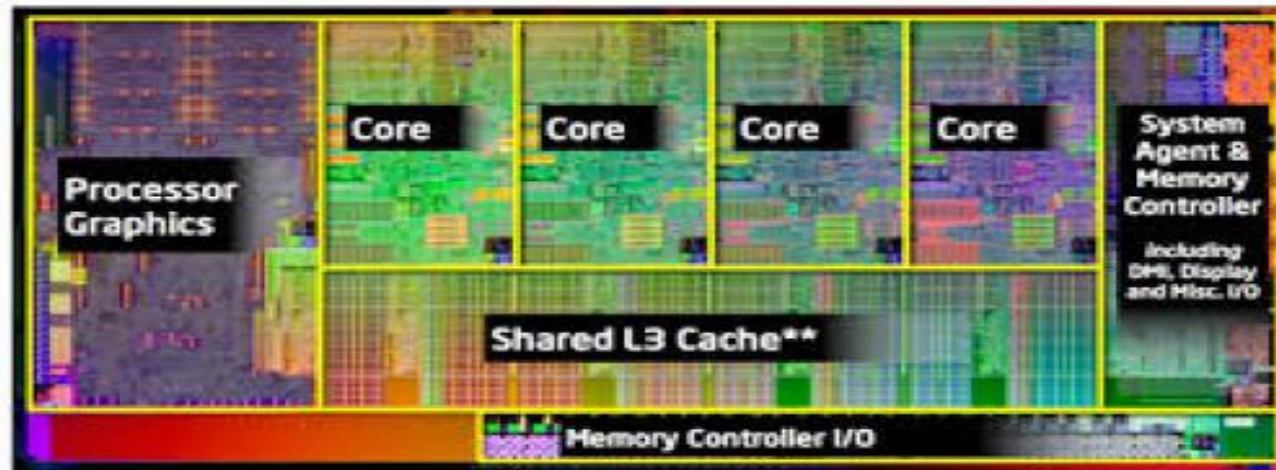 Processor
Graphics
Core
Core
Core
Core
System
Agent &
Memory
Controller
including
DMI, Display
and Misc. I/O
Shared L3 Cache**
Memory Controller I/O